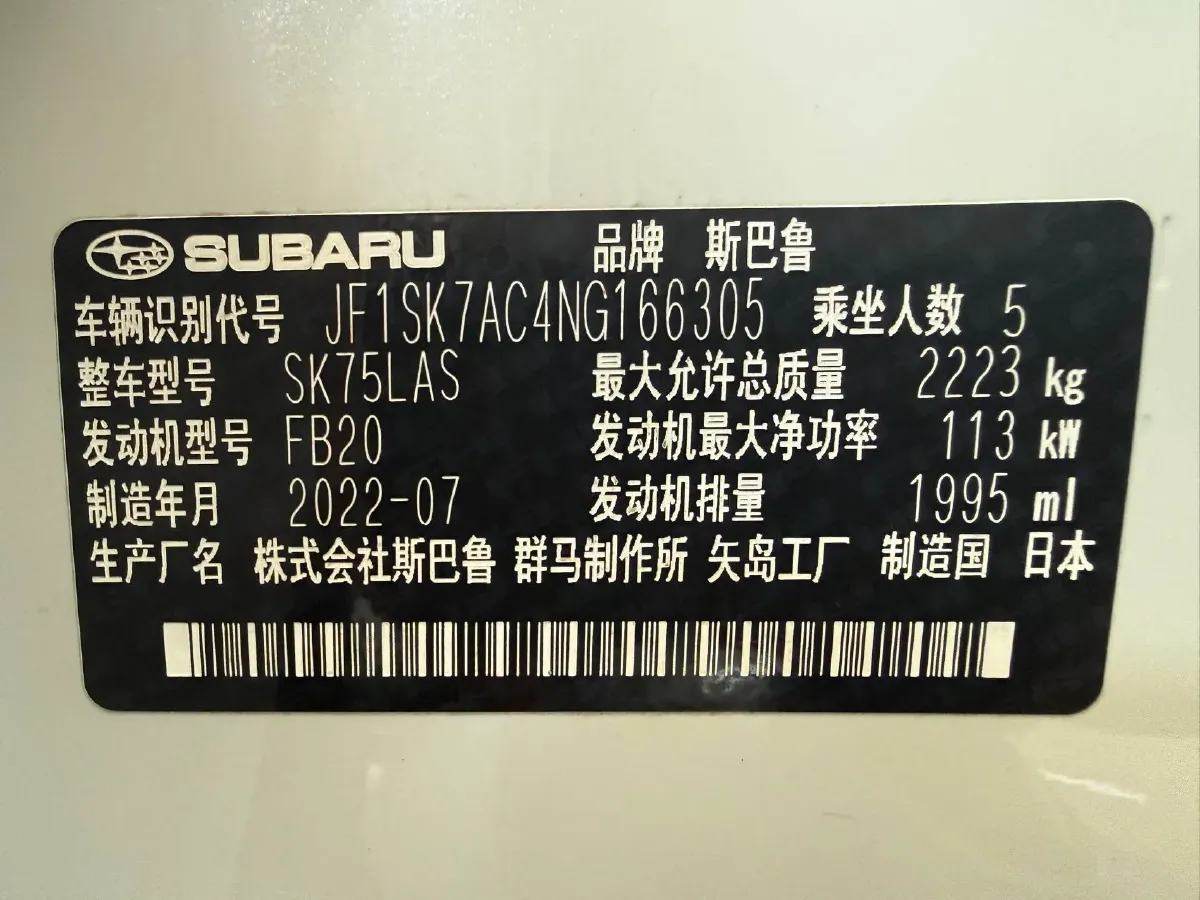 SUBARU 品牌 斯巴鲁
车辆识别代号 JF1SK7AC4NG166305 乘坐人数 5
整车型号 SK75LAS 最大允许总质量 2223 kg
发动机型号 FB20 发动机最大净功率 113 kW
制造年月 2022-07 发动机排量 1995 ml
生产厂名 株式会社斯巴鲁 群马制作所 矢岛工厂 制造国 日本